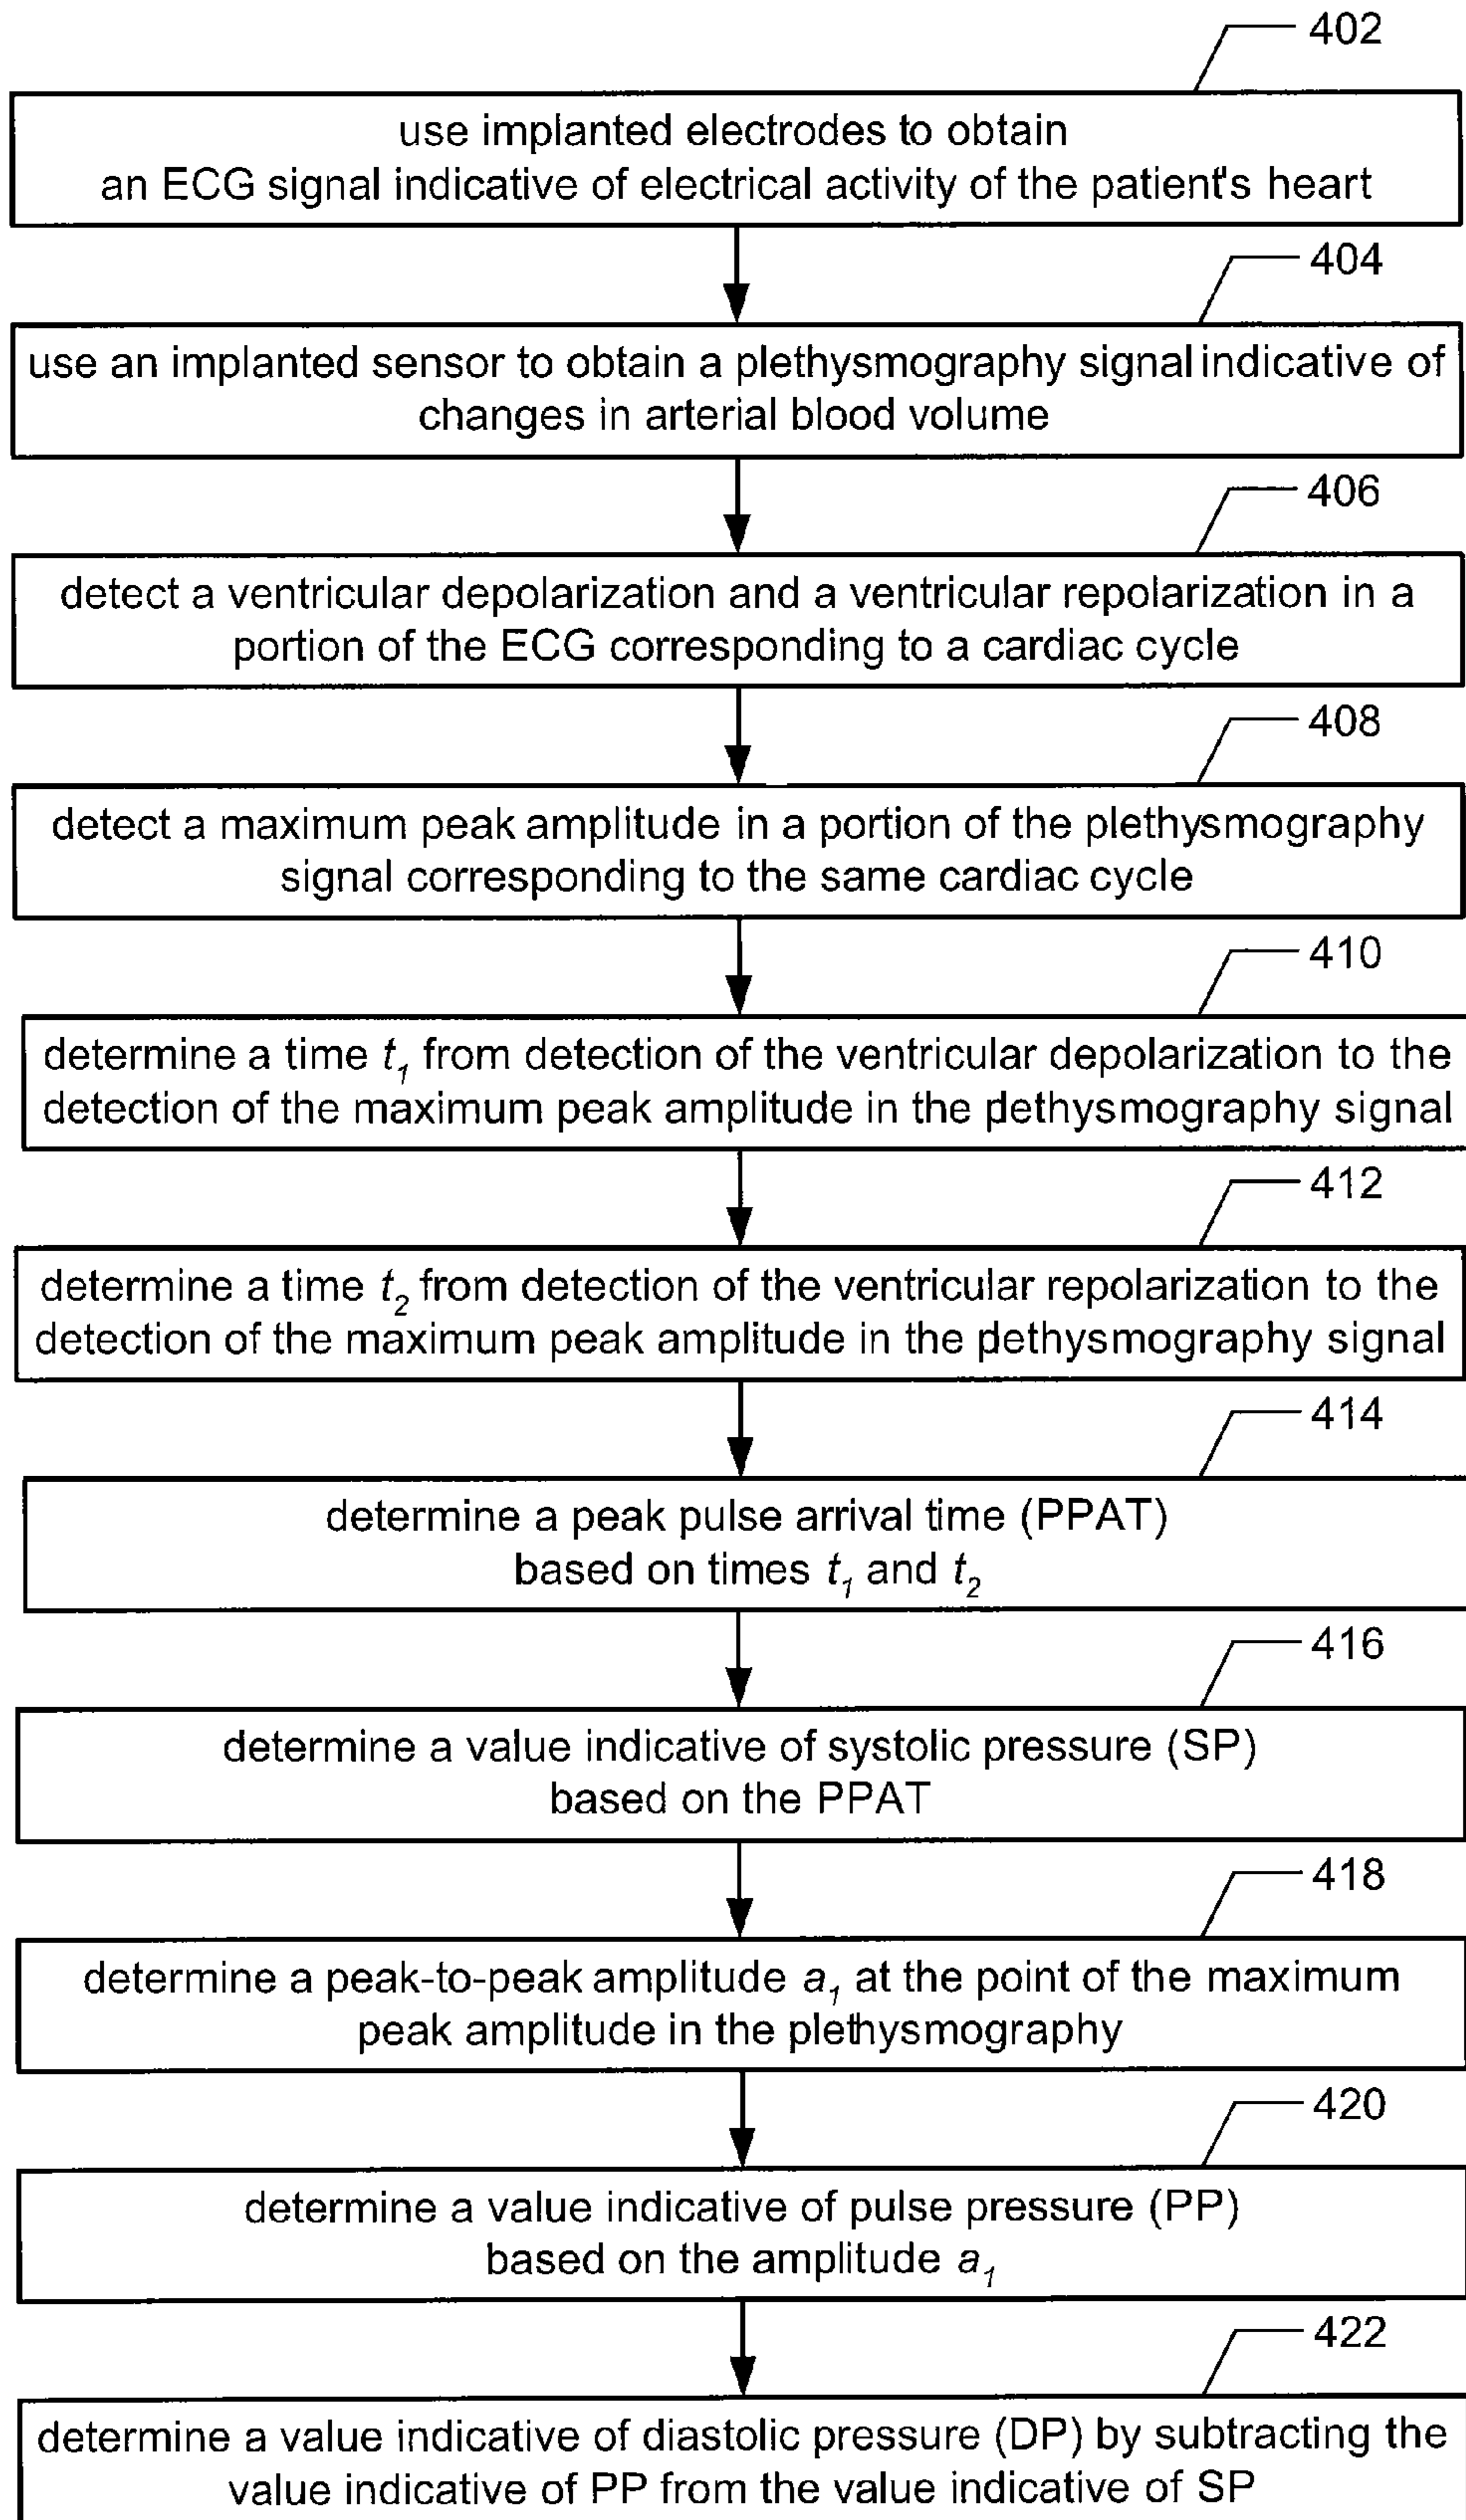 402
use implanted electrodes to obtain
an ECG signal indicative of electrical activity of the patient's heart
404
use an implanted sensor to obtain a plethysmography signal indicative of
changes in arterial blood volume
406
detect a ventricular depolarization and a ventricular repolarization in a
portion of the ECG corresponding to a cardiac cycle
408
detect a maximum peak amplitude in a portion of the plethysmography
signal corresponding to the same cardiac cycle
410
determine a time t1 from detection of the ventricular depolarization to the
detection of the maximum peak amplitude in the pethysmography signal
412
determine a time t2 from detection of the ventricular repolarization to the
detection of the maximum peak amplitude in the pethysmography signal
414
determine a peak pulse arrival time (PPAT)
based on times t1 and t2
416
determine a value indicative of systolic pressure (SP)
based on the PPAT
418
determine a peak-to-peak amplitude a1 at the point of the maximum
peak amplitude in the plethysmography
420
determine a value indicative of pulse pressure (PP)
based on the amplitude a1
422
determine a value indicative of diastolic pressure (DP) by subtracting the
value indicative of PP from the value indicative of SP